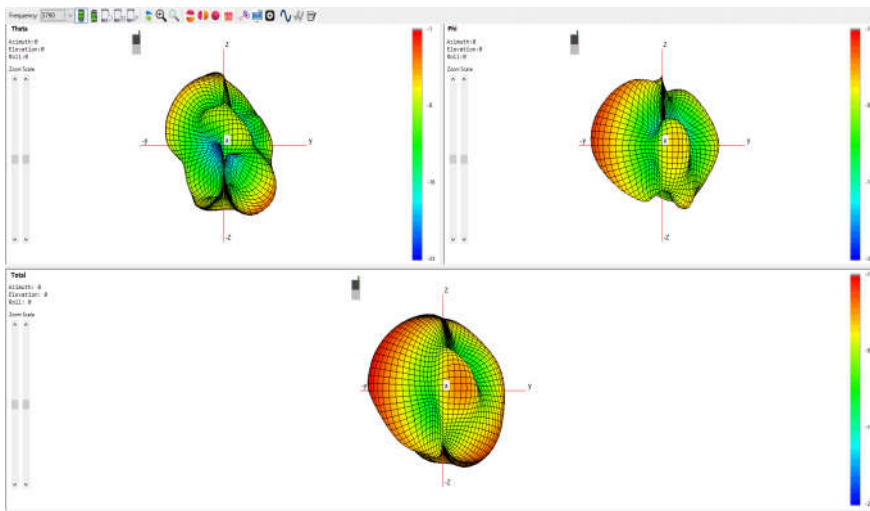 Frequency: 5760
Theta
Azimuth:0
Elevation:0
Roll:0
Zoom Scale
Z
-y
X
Y
-Z
Phi
Azimuth:0
Elevation:0
Roll:0
Zoom Scale
Z
-y
X
Y
-Z
Total
Azimuth: 0
Elevation: 0
Roll: 0
Zoom Scale
Z
-y
X
Y
-Z